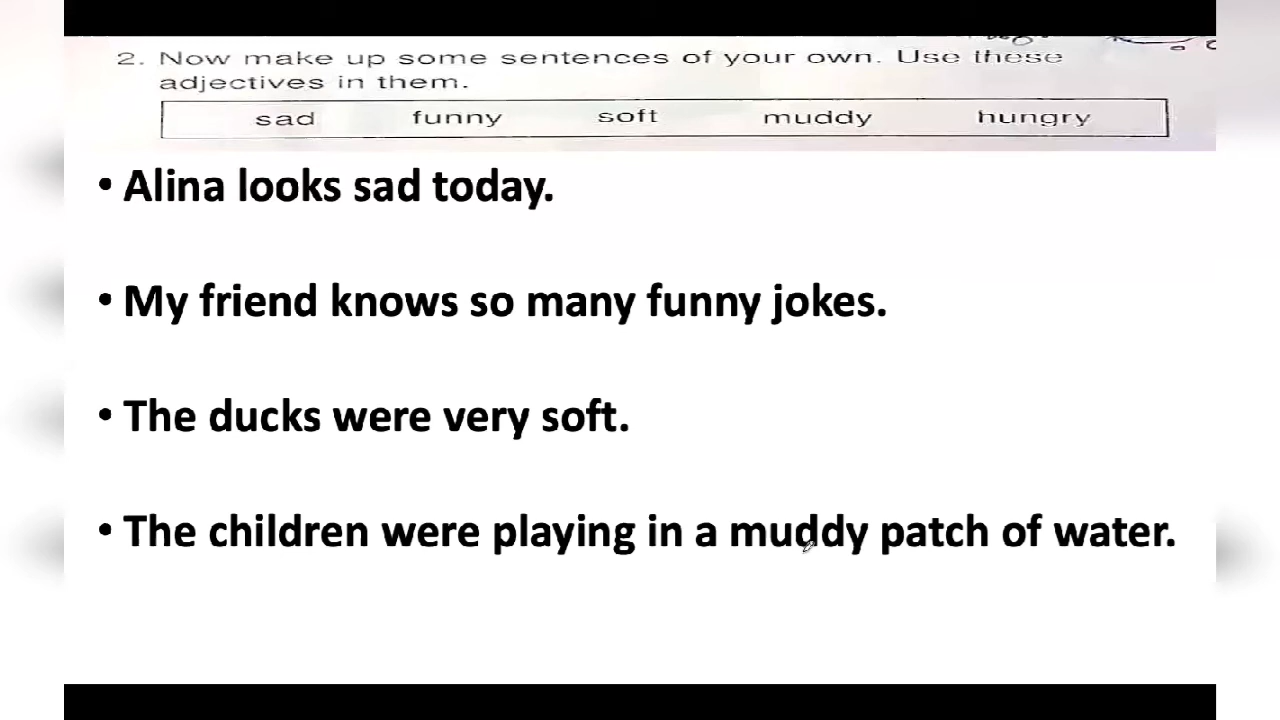 2. Now make up some sentences of your own. Use these
adjectives in them.
sad funny soft muddy hungry
• Alina looks sad today.
• My friend knows so many funny jokes.
• The ducks were very soft.
• The children were playing in a muddy patch of water.